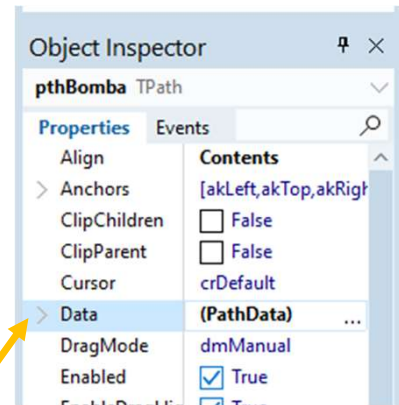 Object Inspector
pthBomba TPath
Properties Events
Align Contents
Anchors [akLeft,akTop,akRigh
ClipChildren False
ClipParent False
Cursor crDefault
Data (PathData) ...
DragMode dmManual
Enabled True
True